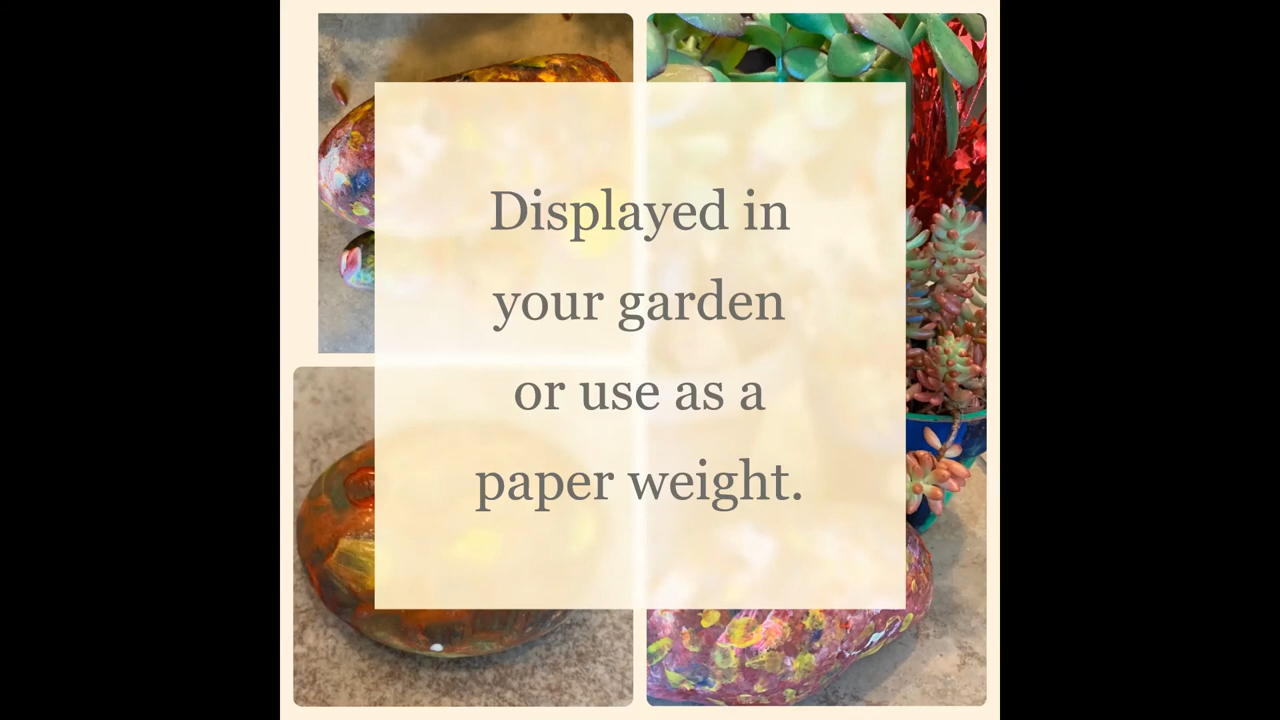 Displayed in
your garden
or use as a
paper weight.